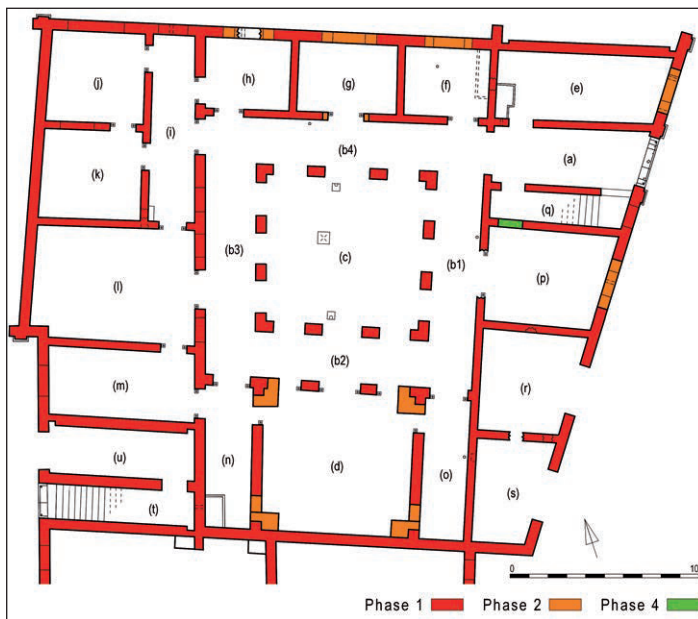 (j)
(h)
(g)
(f)
(e)
(i)
(b4)
(a)
(k)
(q)
(b3)
(c)
(b1)
(p)
(l)
(b2)
(m)
(r)
(u)
(n)
(d)
(o)
(t)
(s)
0 10
Phase 1 Phase 2 Phase 4